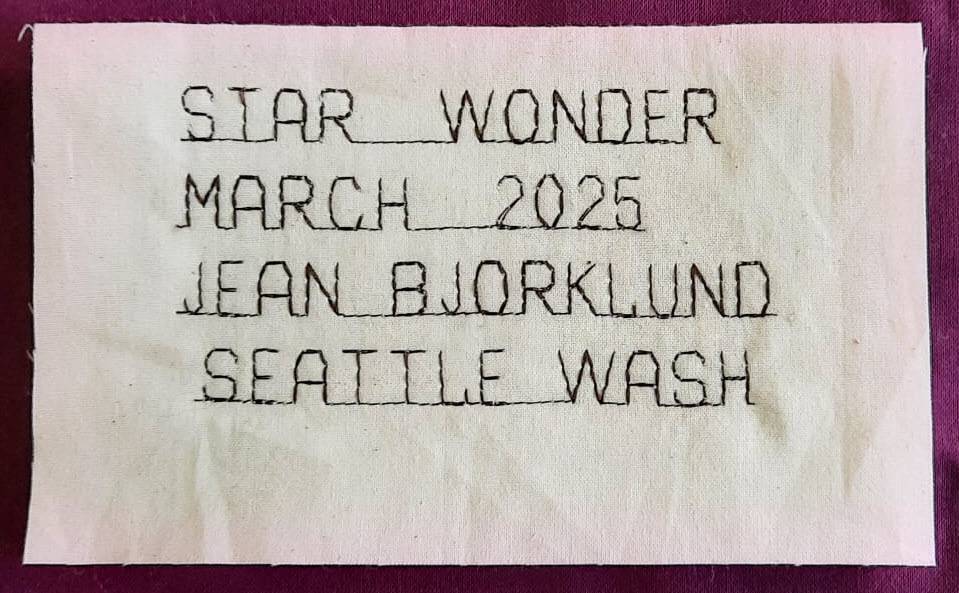 STAR WONDER
MARCH 2025
JEAN BJORKLUND
SEATTLE WASH